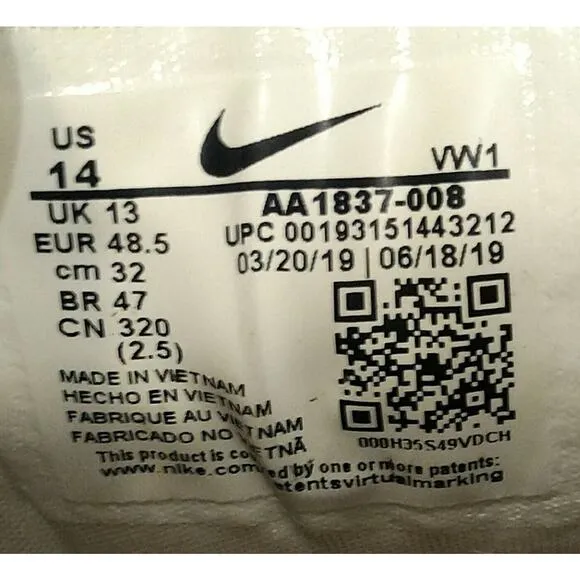 US
14
VW1
UK 13
AA1837-008
EUR 48.5
UPC 00193151443212
cm 32
03/20/19 | 06/18/19
BR 47
CN 320
(2.5)
MADE IN VIETNAM
HECHO EN VIETNAM
FABRIQUE AU VIETNAM
FABRICADO NO TNÃ
000H35S49VDCH
This product is co ed by one or more patents:
www.nike.com tentsvirtualmarking